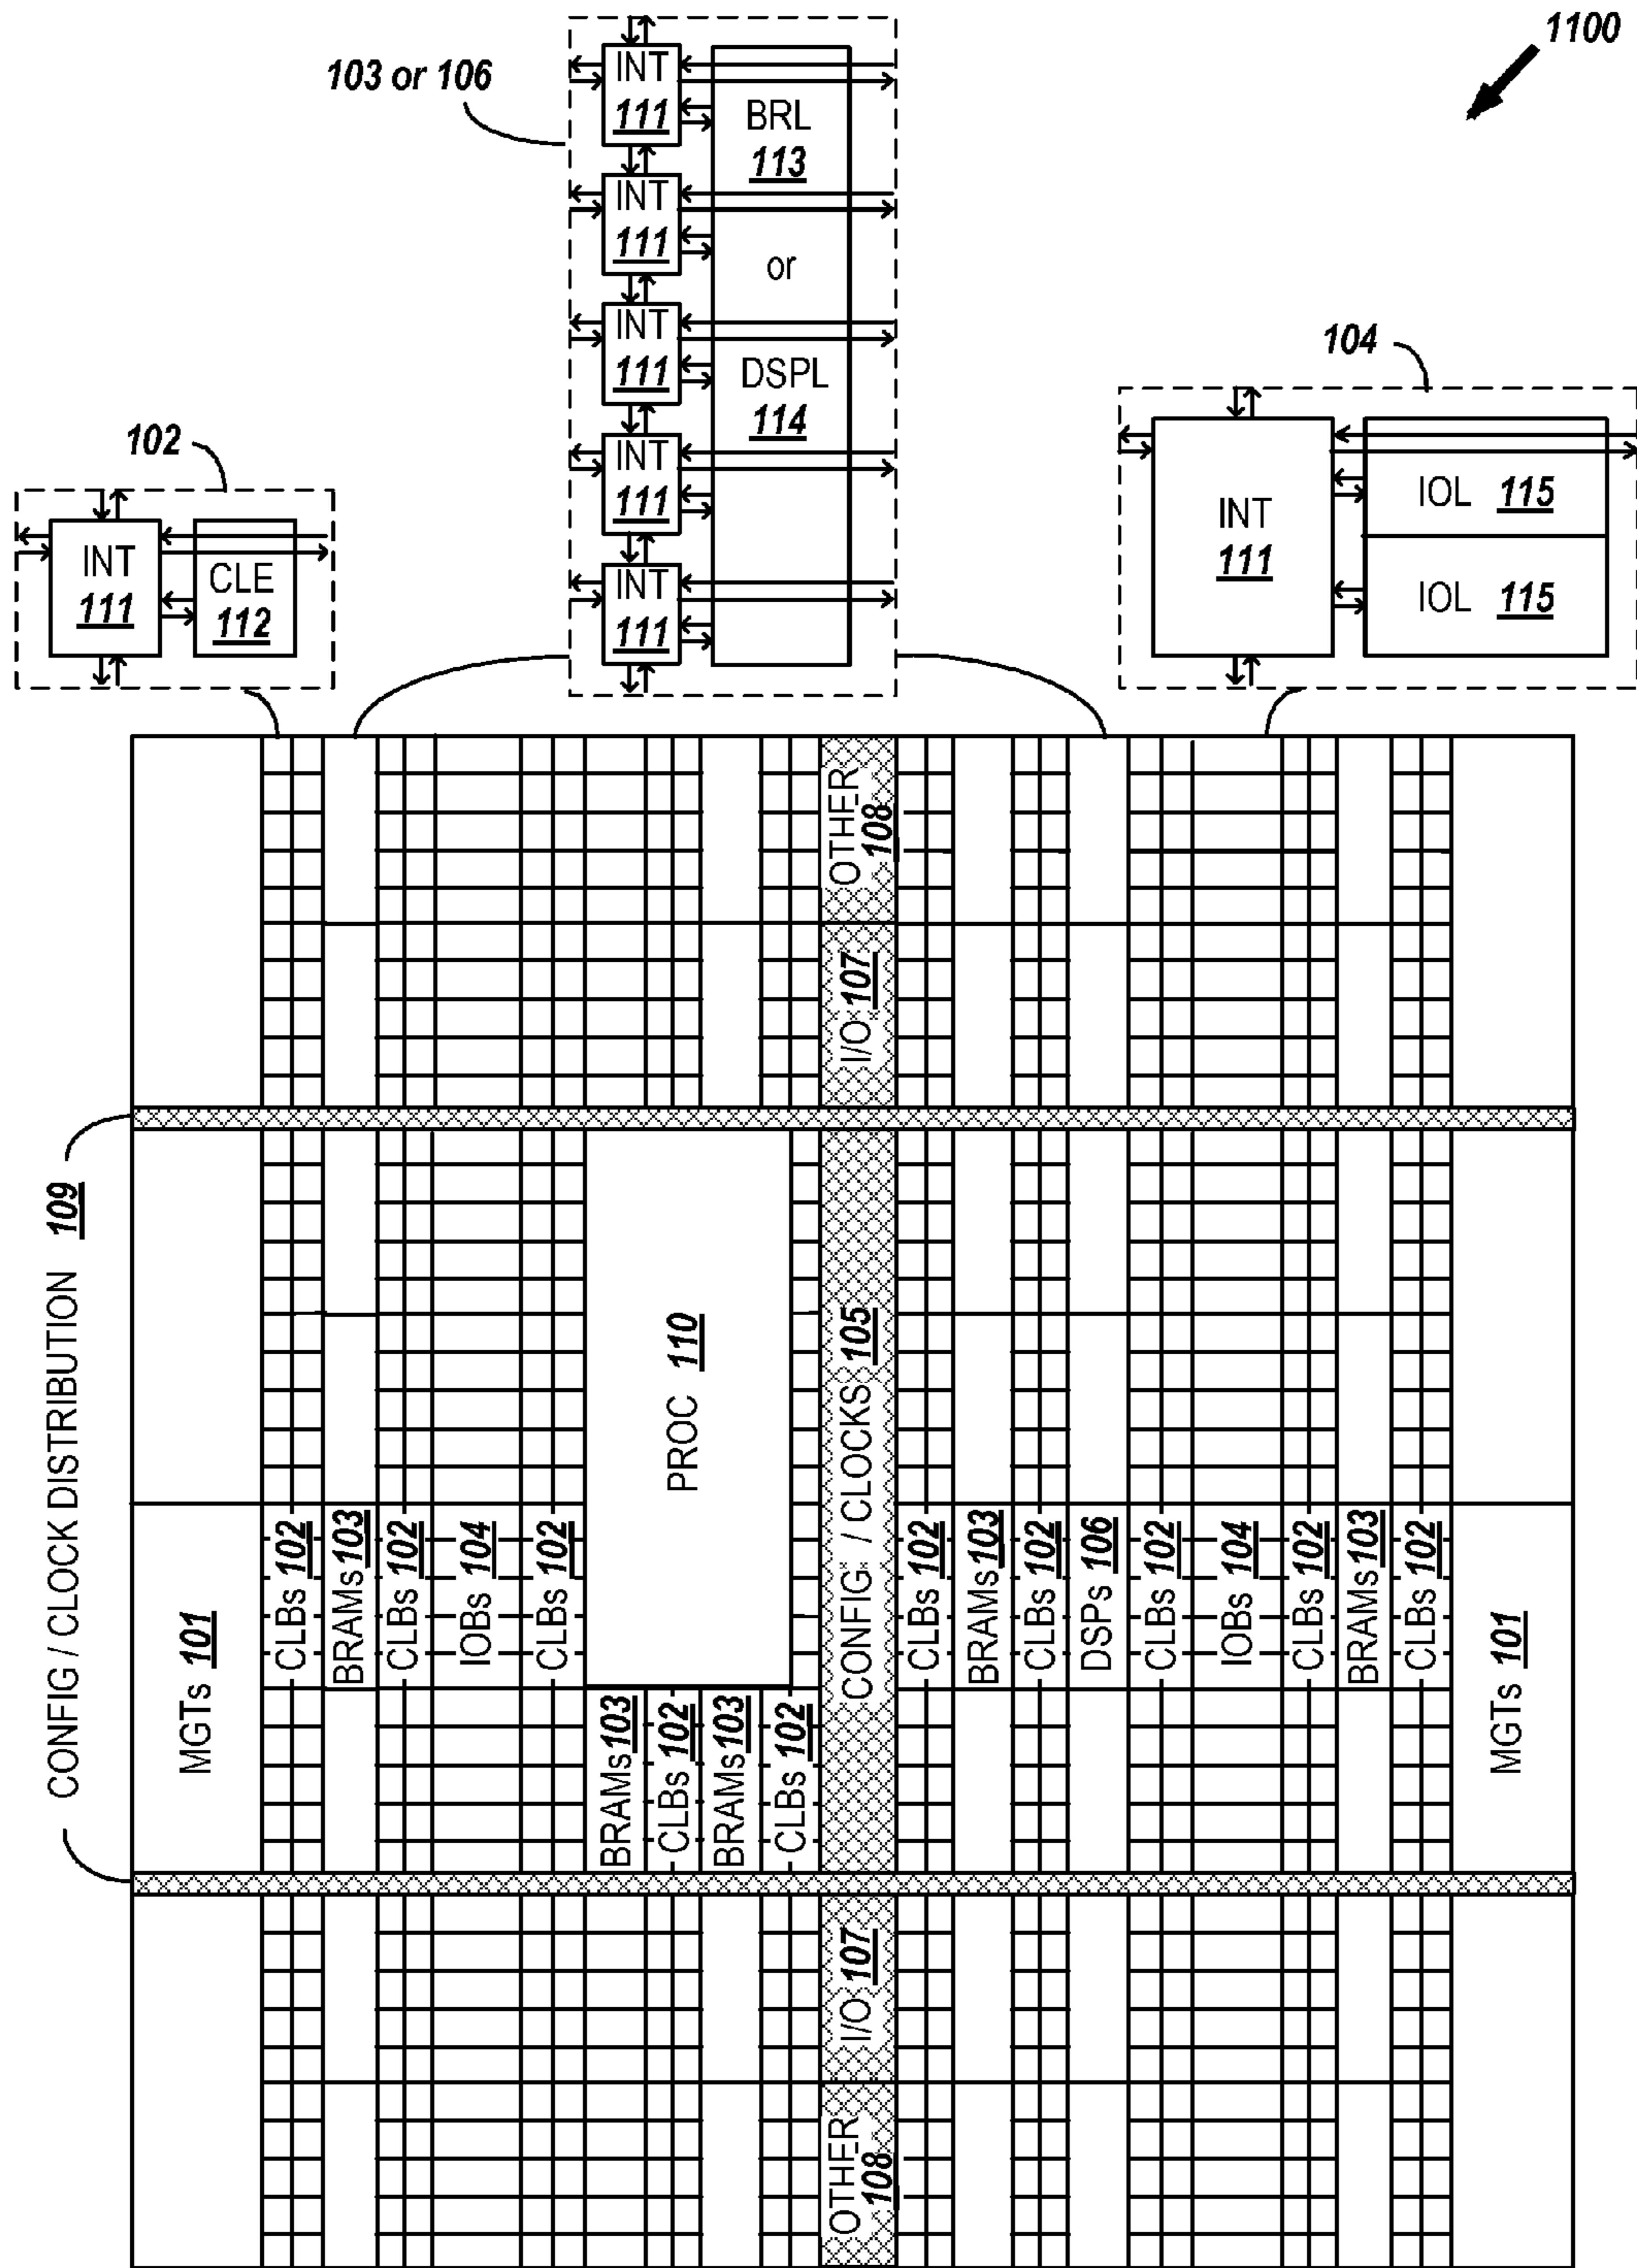 1100
103 or 106
INT
111
INT
111
INT
111
INT
111
INT
111
BRL
113
or
DSPL
114
102
INT
111
CLE
112
104
INT
111
IOL 115
IOL 115
CONFIG / CLOCK DISTRIBUTION 109
MGTs 101
CLBs 102
BRAMs 103
CLBs 102
IOBs 104
CLBs 102
BRAMs 103
CLBs 102
BRAMs 103
CLBs 102
PROC 110
OTHER
108
I/O 107
CONFIG / CLOCKS 105
I/O 107
OTHER
108
CLBs 102
BRAMs 103
CLBs 102
DSPs 106
CLBs 102
IOBs 104
CLBs 102
BRAMs 103
CLBs 102
MGTs 101